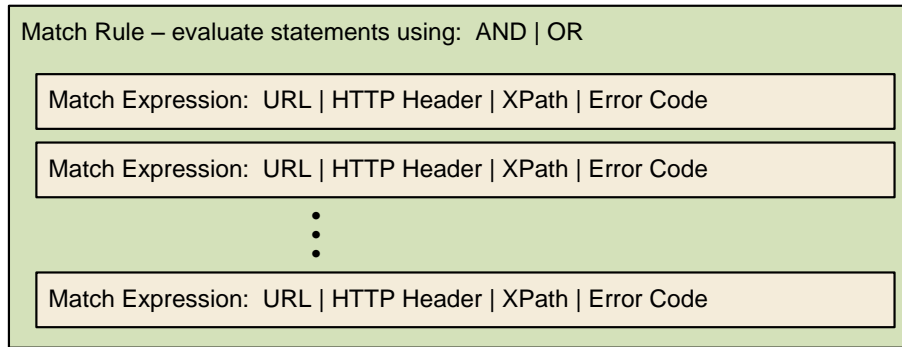 Match Rule – evaluate statements using: AND | OR
Match Expression: URL | HTTP Header | XPath | Error Code
Match Expression: URL | HTTP Header | XPath | Error Code
Match Expression: URL | HTTP Header | XPath | Error Code